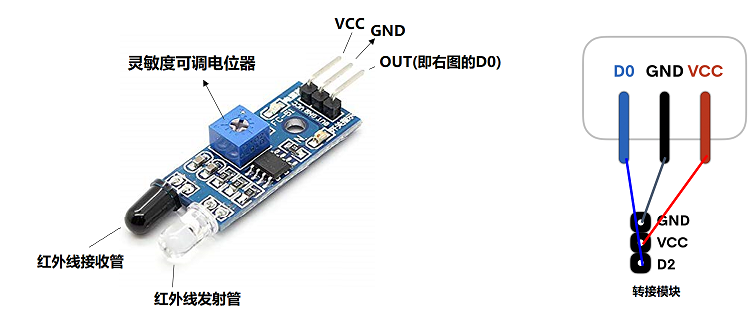 VCC
GND
灵敏度可调电位器
OUT(即右图的D0)
红外线接收管
红外线发射管
D0 GND VCC
GND
VCC
D2
转接模块